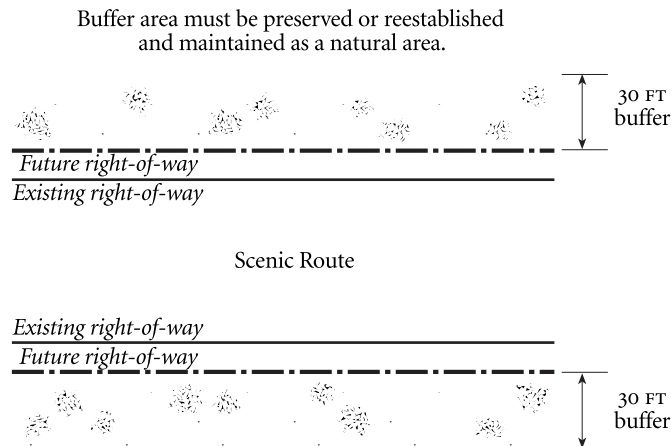 Buffer area must be preserved or reestablished
and maintained as a natural area.
30 FT
buffer
Future right-of-way
Existing right-of-way
Scenic Route
Existing right-of-way
Future right-of-way
30 FT
buffer